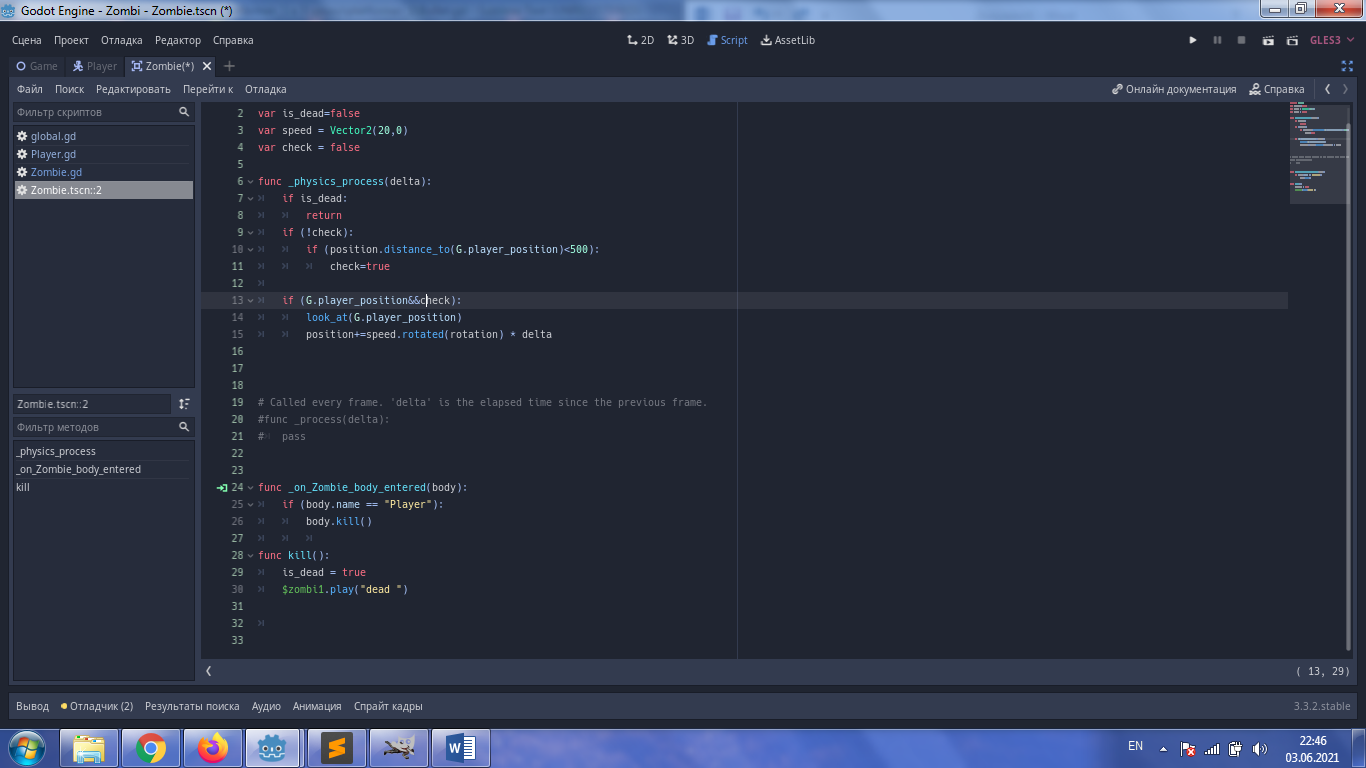 Godot Engine - Zombi - Zombie.tscn (*)
Сцена Проект Отладка Редактор Справка
2D 3D Script AssetLib
GLES3
Game Player Zombie(*)
Файл Поиск Редактировать Перейти к Отладка
Онлайн документация Справка
Фильтр скриптов
global.gd
Player.gd
Zombie.gd
Zombie.tscn::2
Zombie.tscn::2
Фильтр методов
_physics_process
_on_Zombie_body_entered
kill
2 var is_dead=false
3 var speed = Vector2(20,0)
4 var check = false
5
6 func _physics_process(delta):
7 if is_dead:
8 return
9 if (!check):
10 if (position.distance_to(G.player_position)<500):
11 check=true
12
13 if (G.player_position&&check):
14 look_at(G.player_position)
15 position+=speed.rotated(rotation) * delta
16
17
18
19 # Called every frame. 'delta' is the elapsed time since the previous frame.
20 #func _process(delta):
21 # pass
22
23
24 func _on_Zombie_body_entered(body):
25 if (body.name == "Player"):
26 body.kill()
27
28 func kill():
29 is_dead = true
30 $zombi1.play("dead ")
31
32
33
( 13, 29)
Вывод Отладчик (2) Результаты поиска Аудио Анимация Спрайт кадры
3.3.2.stable
EN
22:46
03.06.2021